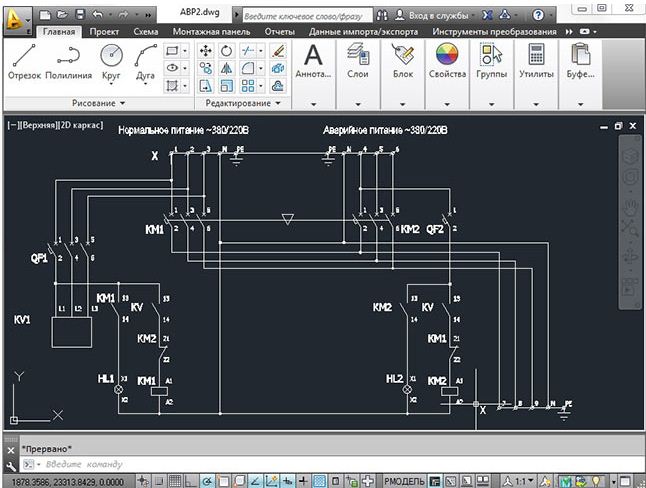 АВР2.dwg
Введите ключевое слово/фразу
Вход в службы
Главная Проект Схема Монтажная панель Отчеты Данные импорта/экспорта Инструменты преобразования
Отрезок Полилиния Круг Дуга
Аннота... Слои Блок Свойства Группы Утилиты Буфе...
Рисование Редактирование
[−][Верхняя][2D каркас]
Нормальное питание ~380/220В Аварийное питание ~380/220В
X 1 2 3 N PE N 4 5 6 PE
1 3 5 1 3 5 1
KM1 2 4 6 2 4 6 KM2 QF2 2
1 3 5
QF1 2 4 6
KM1 13 13 KM2 13 KV 13
L1 L2 L3
KV1 14 14 14 14
KM2 21 KM1 21
22 22
HL1 X1 KM1 A1 HL2 X1 KM2 A1
X2 A2 X2 A2
X 7 8 9 N PE
Y
X
*Прервано*
Введите команду
1878.3586, 23313.8429, 0.0000 РМОДЕЛЬ 1:1